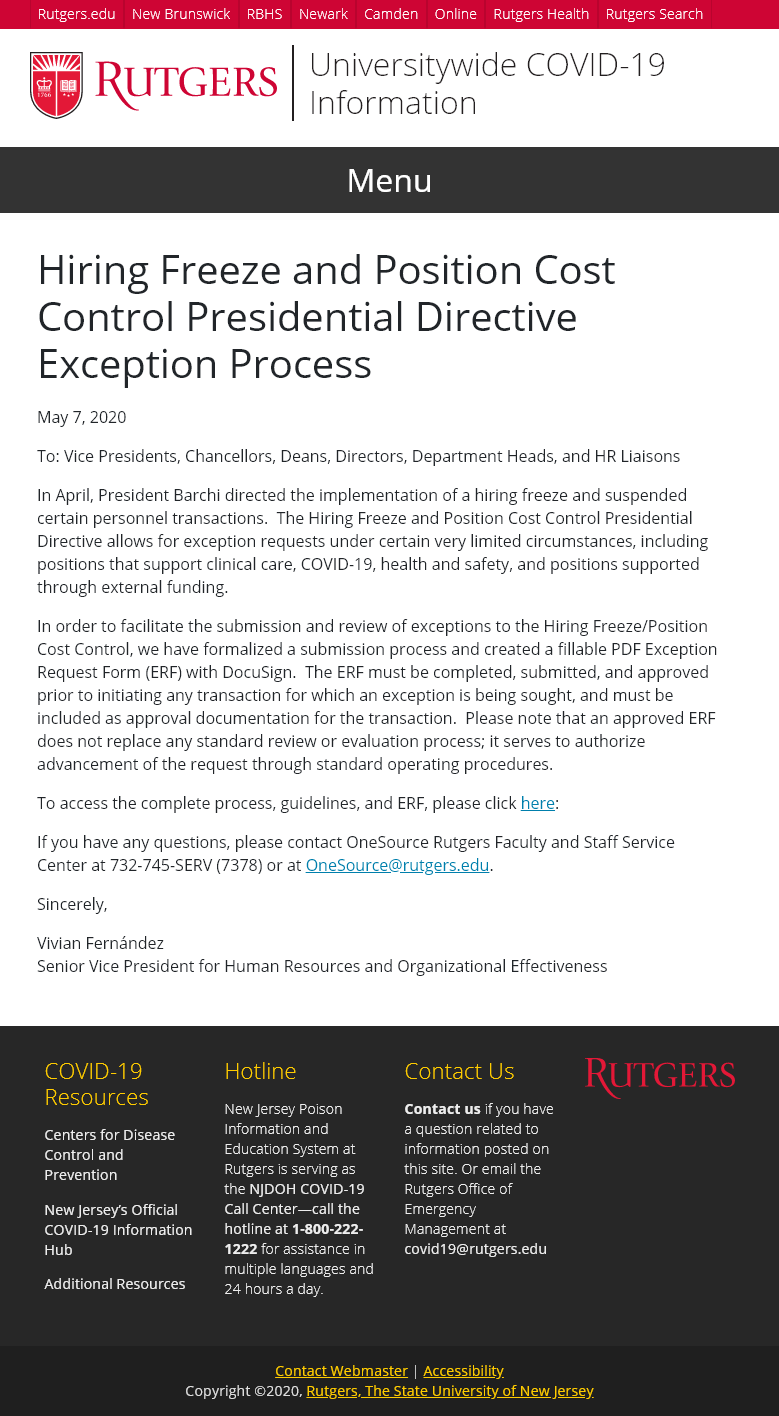 Rutgers.edu New Brunswick RBHS Newark Camden Online Rutgers Health Rutgers Search
1766
RUTGERS
Universitywide COVID-19
Information
Menu
Hiring Freeze and Position Cost
Control Presidential Directive
Exception Process
May 7, 2020
To: Vice Presidents, Chancellors, Deans, Directors, Department Heads, and HR Liaisons
In April, President Barchi directed the implementation of a hiring freeze and suspended
certain personnel transactions.  The Hiring Freeze and Position Cost Control Presidential
Directive allows for exception requests under certain very limited circumstances, including
positions that support clinical care, COVID-19, health and safety, and positions supported
through external funding.
In order to facilitate the submission and review of exceptions to the Hiring Freeze/Position
Cost Control, we have formalized a submission process and created a fillable PDF Exception
Request Form (ERF) with DocuSign.  The ERF must be completed, submitted, and approved
prior to initiating any transaction for which an exception is being sought, and must be
included as approval documentation for the transaction.  Please note that an approved ERF
does not replace any standard review or evaluation process; it serves to authorize
advancement of the request through standard operating procedures.
To access the complete process, guidelines, and ERF, please click here:
If you have any questions, please contact OneSource Rutgers Faculty and Staff Service
Center at 732-745-SERV (7378) or at OneSource@rutgers.edu.
Sincerely,
Vivian Fernández
Senior Vice President for Human Resources and Organizational Effectiveness
COVID-19
Resources
Centers for Disease
Control and
Prevention
New Jersey's Official
COVID-19 Information
Hub
Additional Resources
Hotline
New Jersey Poison
Information and
Education System at
Rutgers is serving as
the NJDOH COVID-19
Call Center—call the
hotline at 1-800-222-
1222 for assistance in
multiple languages and
24 hours a day.
Contact Us
Contact us if you have
a question related to
information posted on
this site. Or email the
Rutgers Office of
Emergency
Management at
covid19@rutgers.edu
RUTGERS
Contact Webmaster | Accessibility
Copyright ©2020, Rutgers, The State University of New Jersey